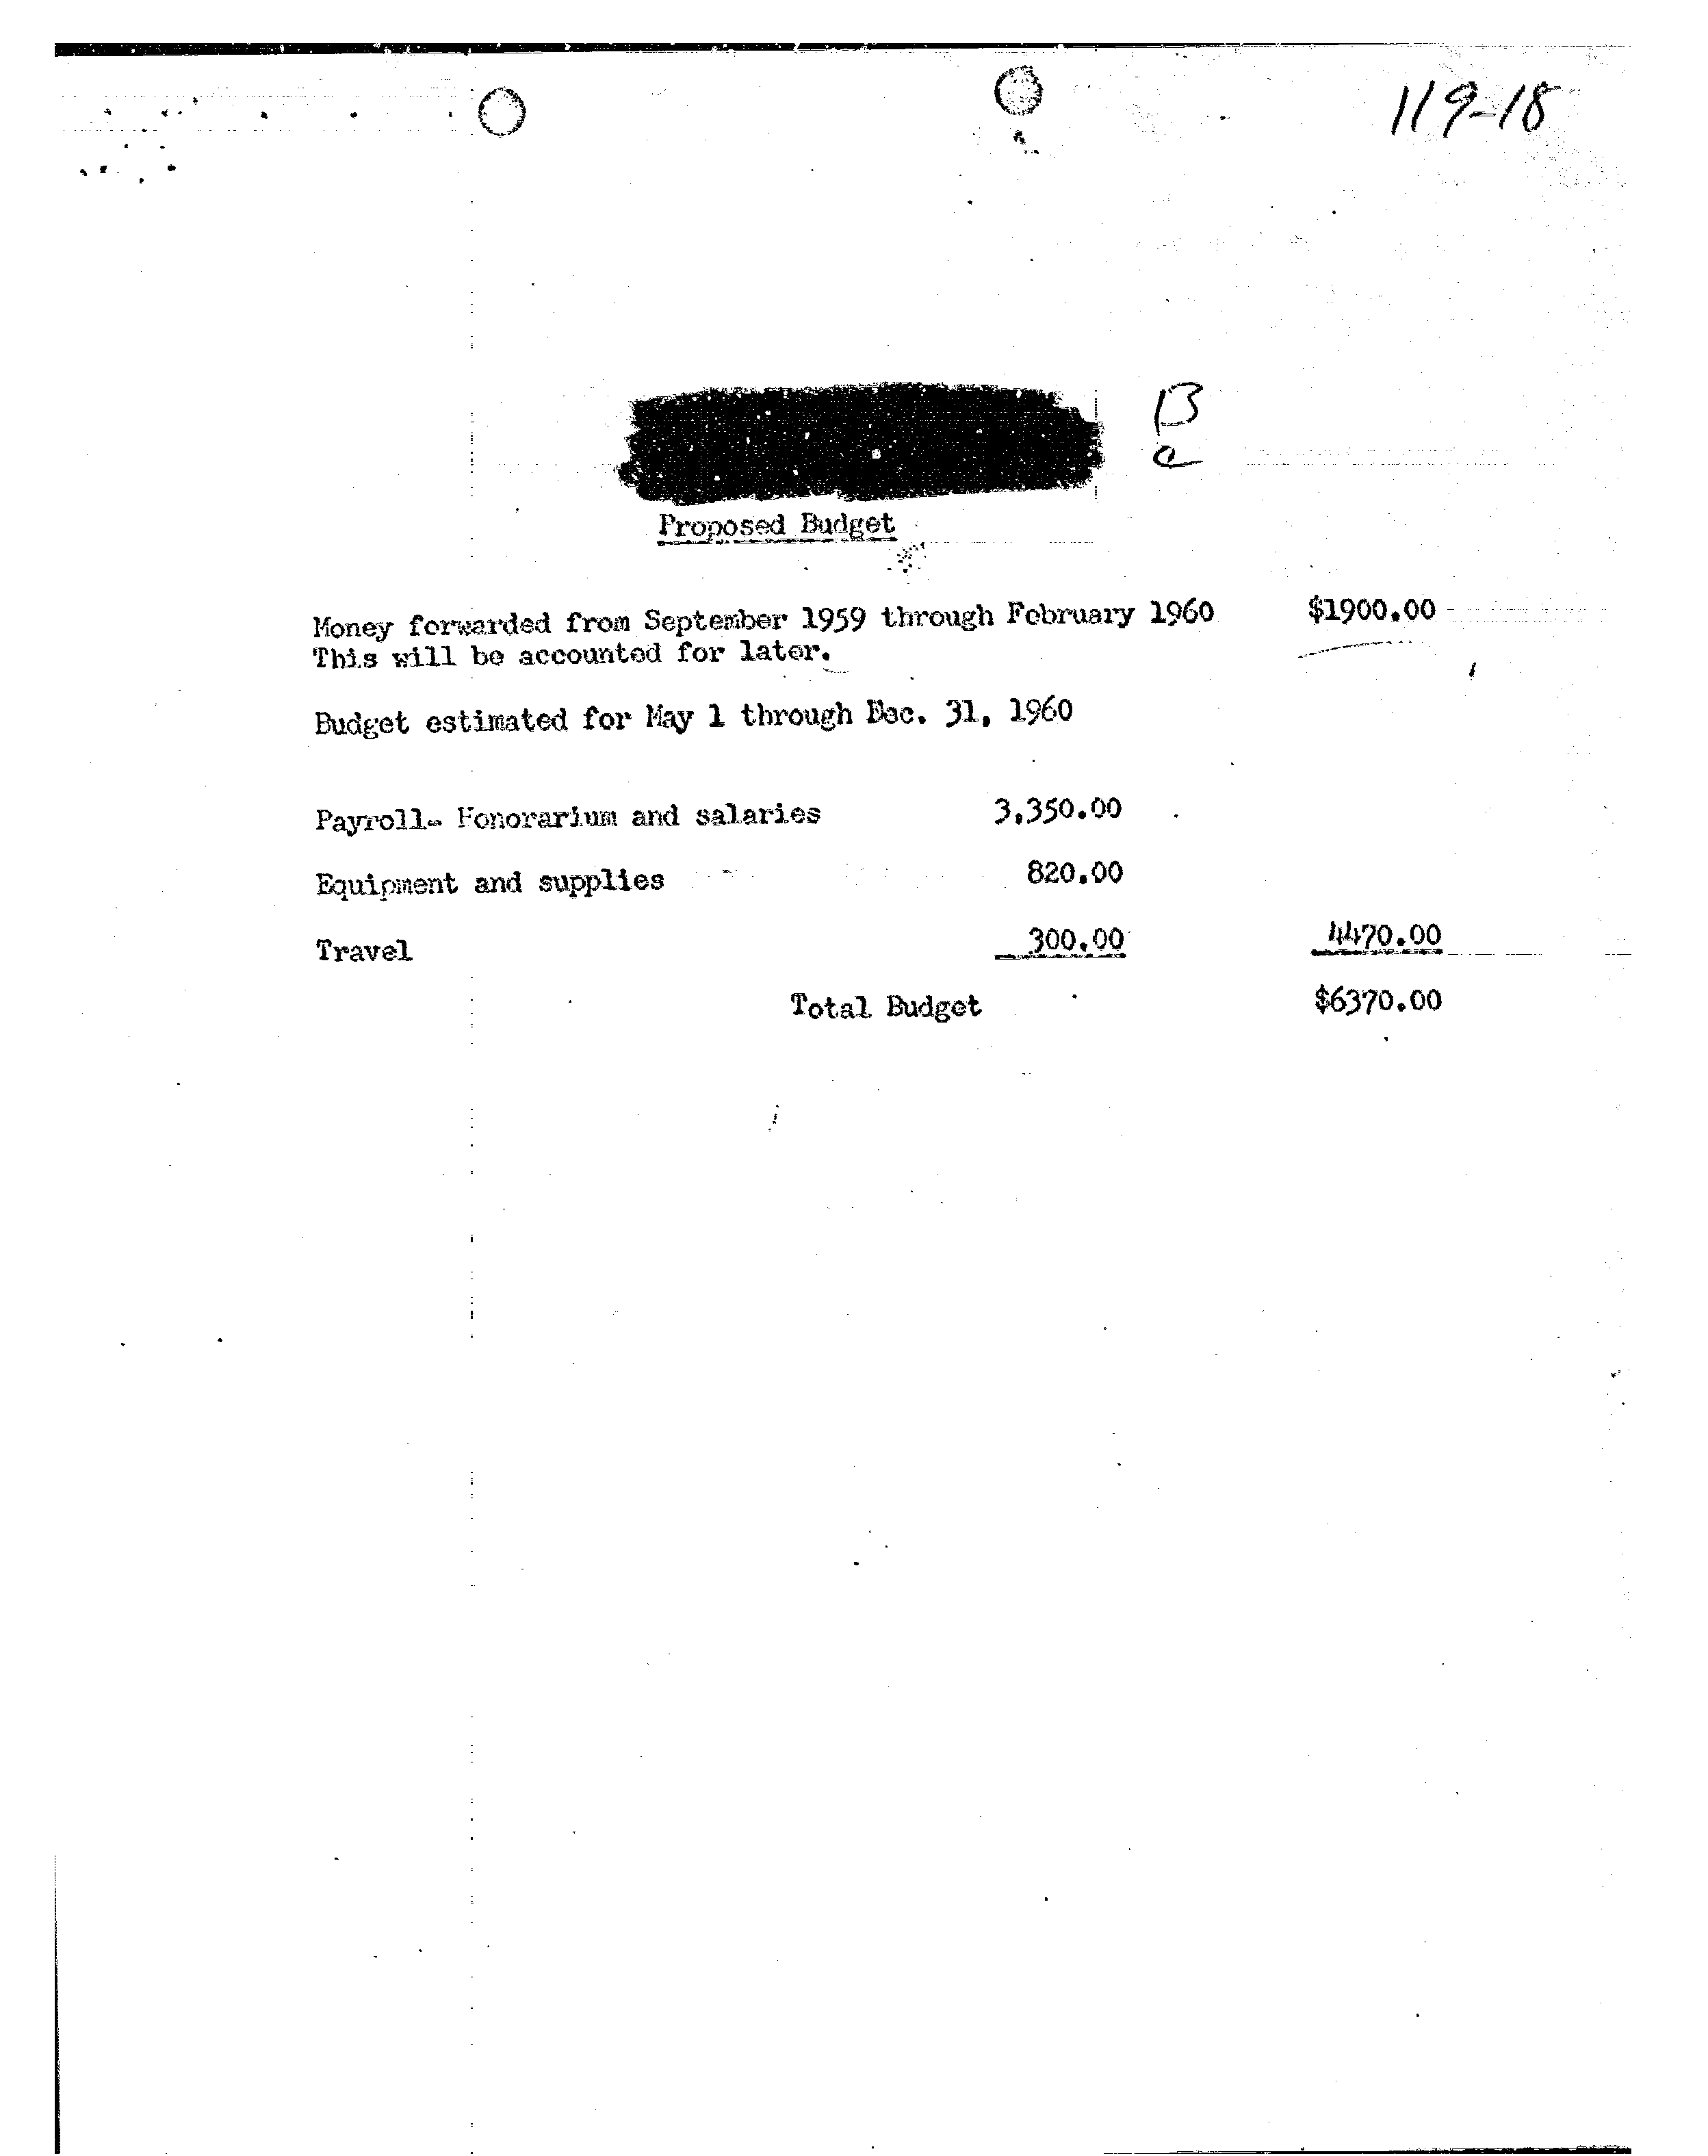 119-18
B
C
Proposed Budget
Money forwarded from September 1959 through February 1960 $1900.00
This will be accounted for later.
Budget estimated for May 1 through Dec. 31, 1960
Payroll- Honorarium and salaries 3,350.00
Equipment and supplies 820.00
Travel 300.00 4470.00
Total Budget $6370.00